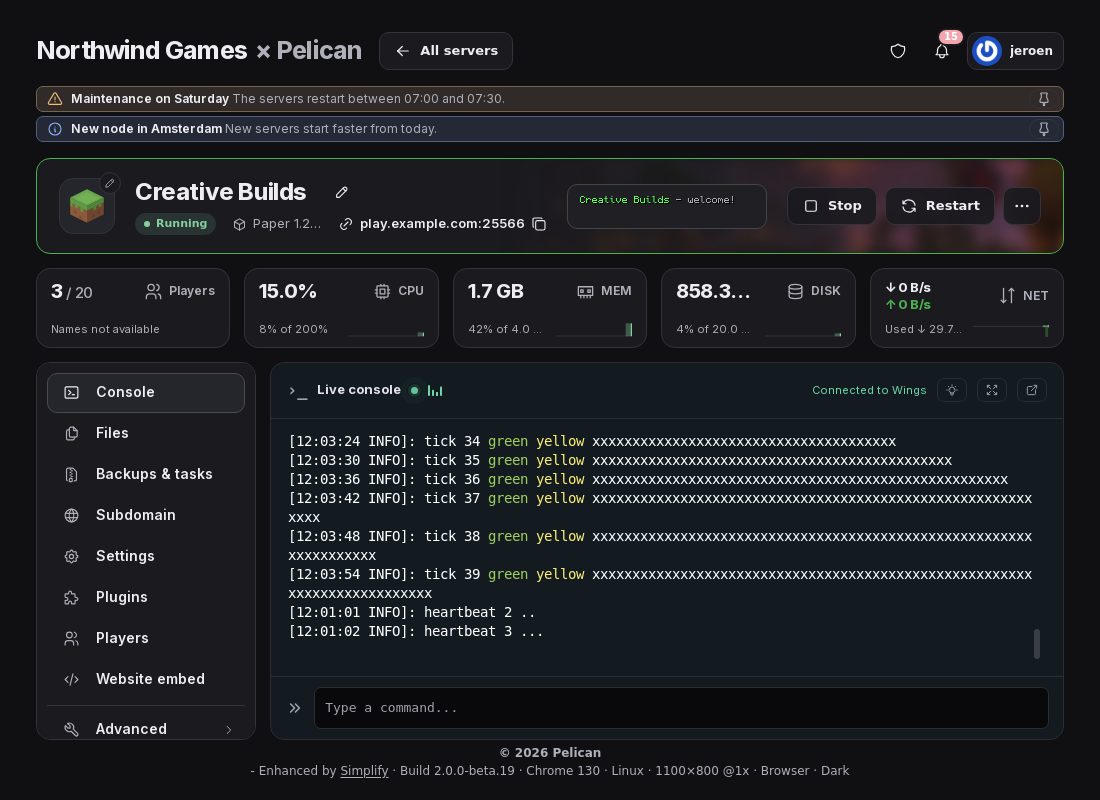 Northwind Games × Pelican
All servers
15
jeroen
Maintenance on Saturday The servers restart between 07:00 and 07:30.
New node in Amsterdam New servers start faster from today.
Creative Builds
Running
Paper 1.2...
play.example.com:25566
Creative Builds — welcome!
Stop
Restart
3 / 20
Players
Names not available
15.0%
CPU
8% of 200%
1.7 GB
MEM
42% of 4.0 ...
858.3...
DISK
4% of 20.0 ...
↓ 0 B/s
↑ 0 B/s
NET
Used ↓ 29.7...
Console
Files
Backups & tasks
Subdomain
Settings
Plugins
Players
Website embed
Advanced
Live console
Connected to Wings
[12:03:24 INFO]: tick 34 green yellow xxxxxxxxxxxxxxxxxxxxxxxxxxxxxxxxxxxxxx
[12:03:30 INFO]: tick 35 green yellow xxxxxxxxxxxxxxxxxxxxxxxxxxxxxxxxxxxxxxxxxxxxx
[12:03:36 INFO]: tick 36 green yellow xxxxxxxxxxxxxxxxxxxxxxxxxxxxxxxxxxxxxxxxxxxxxxxxxxxx
[12:03:42 INFO]: tick 37 green yellow xxxxxxxxxxxxxxxxxxxxxxxxxxxxxxxxxxxxxxxxxxxxxxxxxxxxxxx
xxxx
[12:03:48 INFO]: tick 38 green yellow xxxxxxxxxxxxxxxxxxxxxxxxxxxxxxxxxxxxxxxxxxxxxxxxxxxxxxx
xxxxxxxxxxx
[12:03:54 INFO]: tick 39 green yellow xxxxxxxxxxxxxxxxxxxxxxxxxxxxxxxxxxxxxxxxxxxxxxxxxxxxxxx
xxxxxxxxxxxxxxxxxx
[12:01:01 INFO]: heartbeat 2 ..
[12:01:02 INFO]: heartbeat 3 ...
Type a command...
© 2026 Pelican
- Enhanced by Simplify · Build 2.0.0-beta.19 · Chrome 130 · Linux · 1100×800 @1x · Browser · Dark